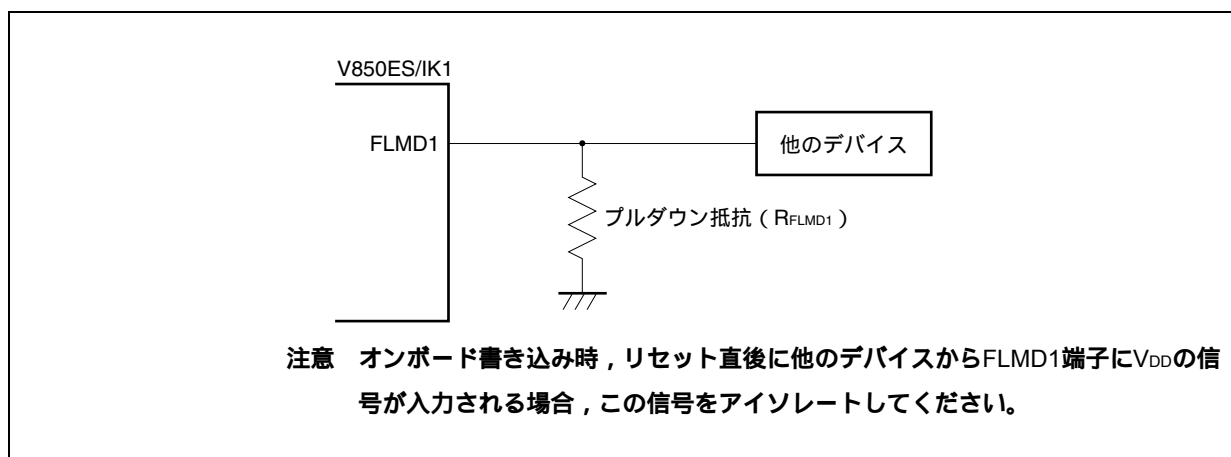 V850ES/IK1
FLMD1
他のデバイス
プルダウン抵抗（RFLMD1）
注意 オンボード書き込み時，リセット直後に他のデバイスからFLMD1端子にVDDの信
号が入力される場合，この信号をアイソレートしてください。